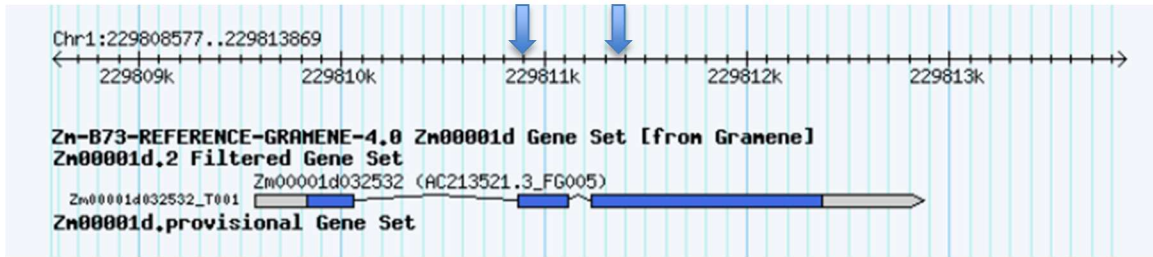 Chr1:229808577..229813869
229809k 229810k 229811k 229812k 229813k
Zm-B73-REFERENCE-GRAMENE-4.0 Zm00001d Gene Set [from Gramene]
Zm00001d.2 Filtered Gene Set
Zm00001d032532 (AC213521.3_FG005)
Zm00001d032532_T001
Zm00001d.provisional Gene Set